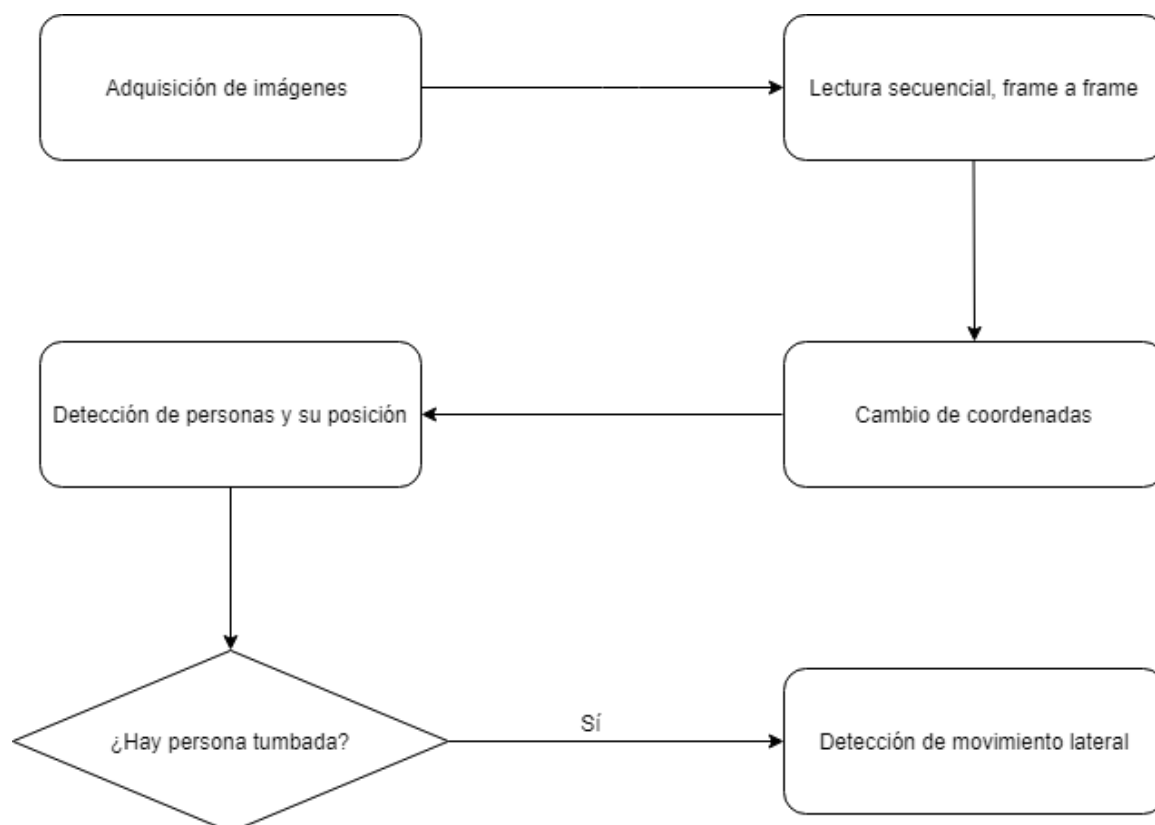 Adquisición de imágenes
Lectura secuencial, frame a frame
Cambio de coordenadas
Detección de personas y su posición
¿Hay persona tumbada?
Sí
Detección de movimiento lateral